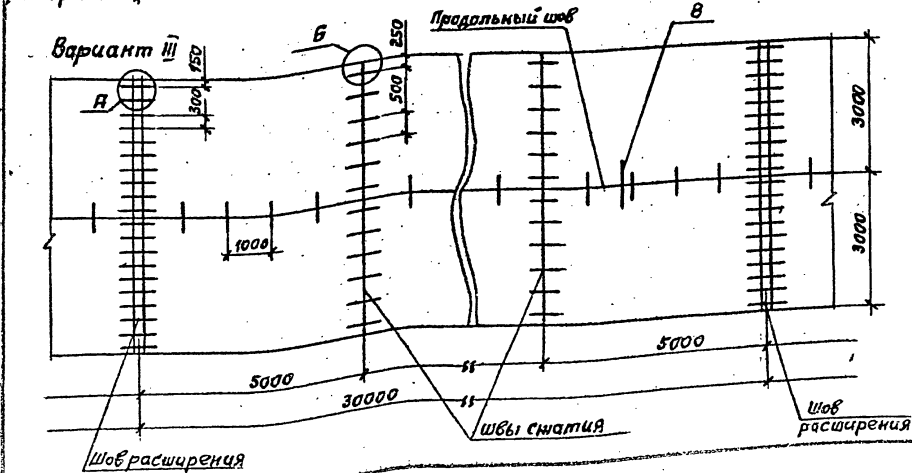 Вариант III
150
300
А
Б
250
500
Продольный шов
В
3000
3000
1000
5000
5000
30000
Швы сжатия
Шов
расширения
Шов расширения